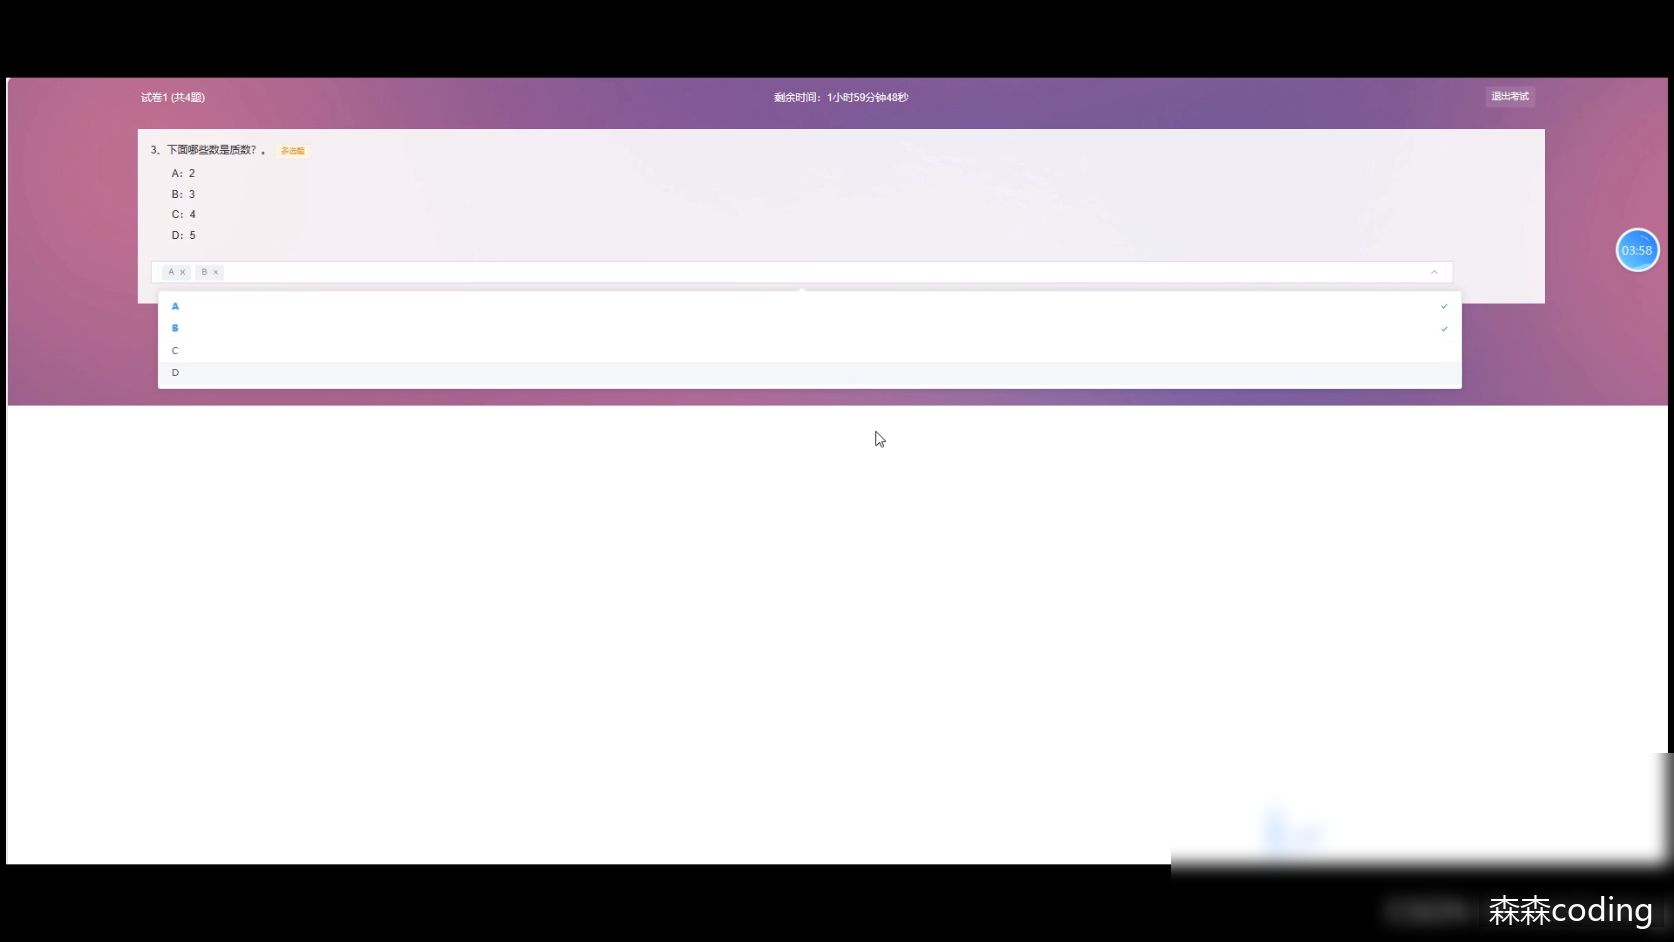 试卷1 (共4题)
剩余时间：1小时59分钟48秒
退出考试
3、下面哪些数是质数？。 多选题
A：2
B：3
C：4
D：5
03:58
A × B ×
A
B
C
D
森森coding